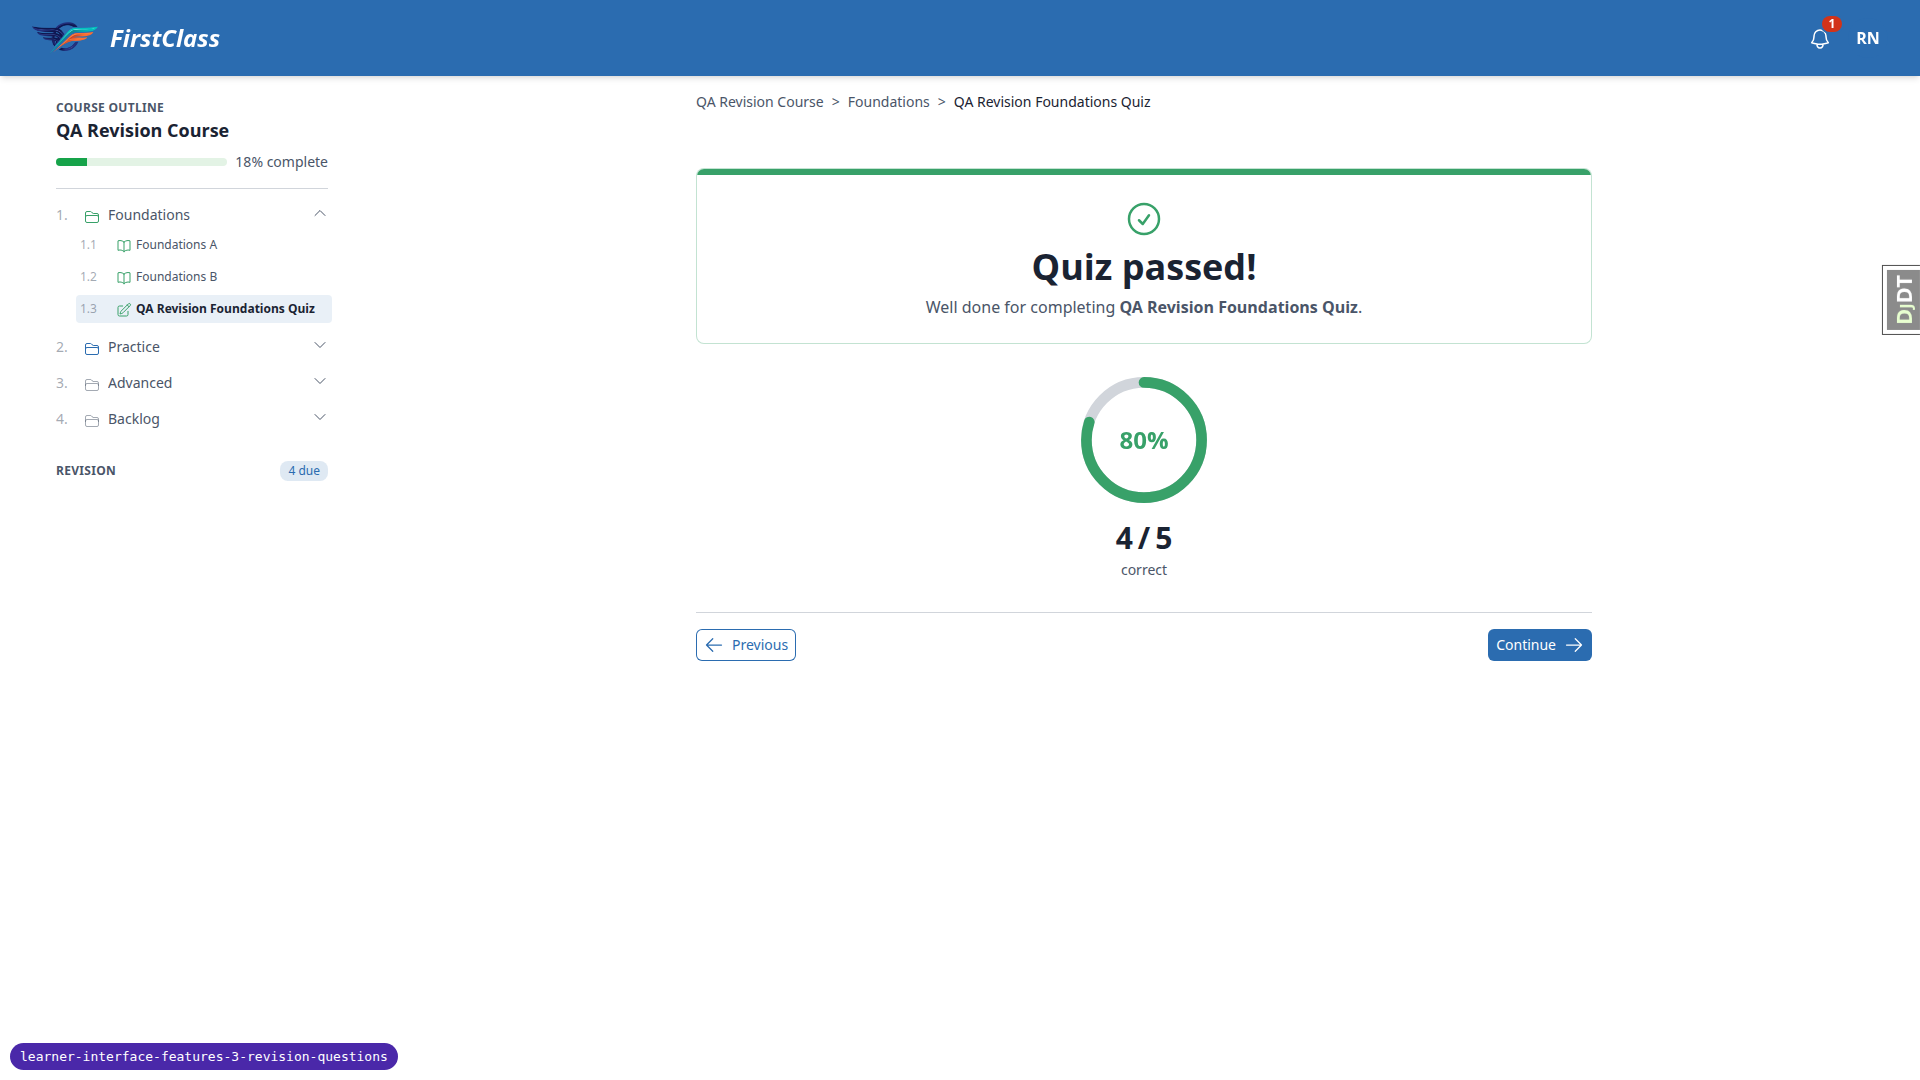 FirstClass
1
RN
COURSE OUTLINE
QA Revision Course
18% complete
1. Foundations
1.1 Foundations A
1.2 Foundations B
1.3 QA Revision Foundations Quiz
2. Practice
3. Advanced
4. Backlog
REVISION 4 due
QA Revision Course > Foundations > QA Revision Foundations Quiz
Quiz passed!
Well done for completing QA Revision Foundations Quiz.
80%
4 / 5
correct
Previous
Continue
DJDT
learner-interface-features-3-revision-questions